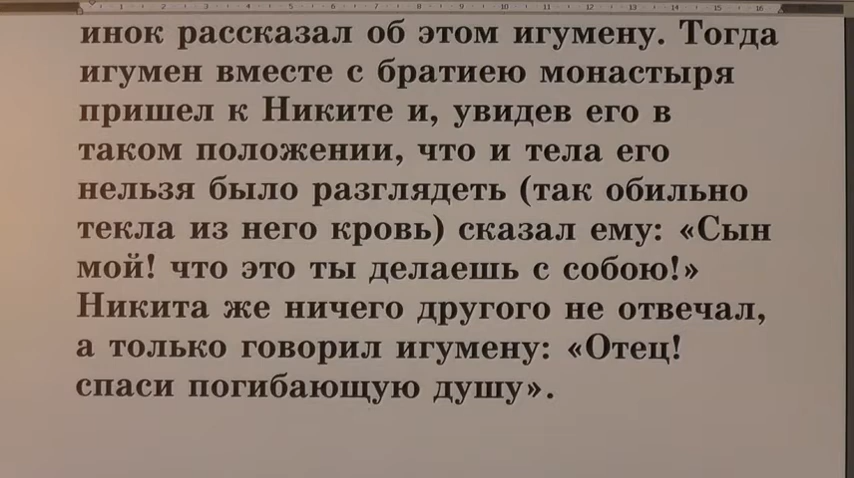 инок рассказал об этом игумену. Тогда
игумен вместе с братиею монастыря
пришел к Никите и, увидев его в
таком положении, что и тела его
нельзя было разглядеть (так обильно
текла из него кровь) сказал ему: «Сын
мой! что это ты делаешь с собою!»
Никита же ничего другого не отвечал,
а только говорил игумену: «Отец!
спаси погибающую душу».